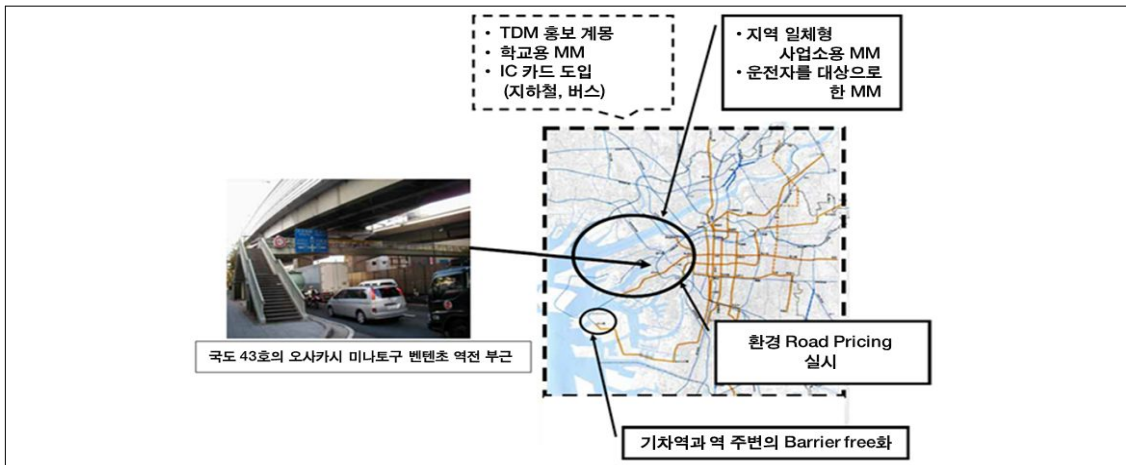 • TDM 홍보 계몽
• 학교용 MM
• IC 카드 도입
(지하철, 버스)
• 지역 일체형
사업소용 MM
• 운전자를 대상으로
한 MM
국도 43호의 오사카시 미나토구 벤텐초 역전 부근
환경 Road Pricing
실시
기차역과 역 주변의 Barrier free화